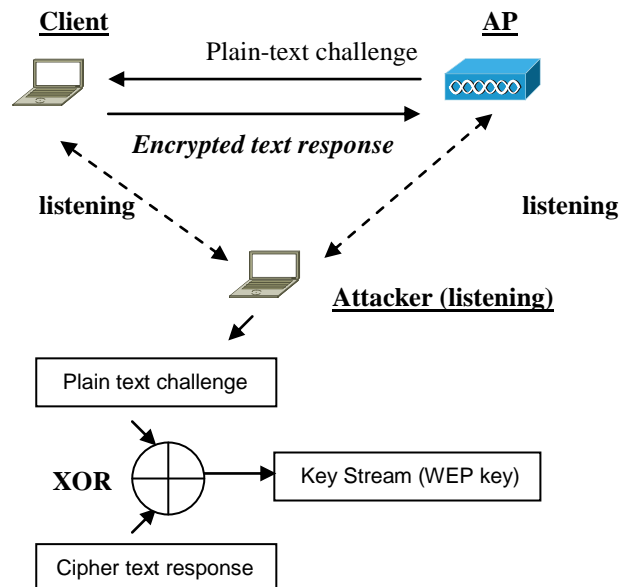 Client
AP
Plain-text challenge
Encrypted text response
listening
listening
Attacker (listening)
Plain text challenge
XOR
Key Stream (WEP key)
Cipher text response